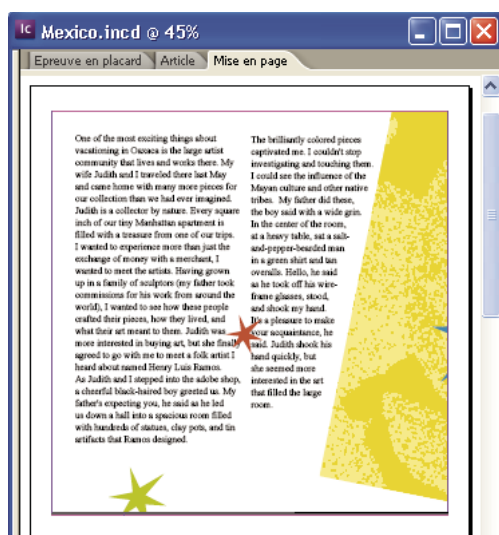 Ic Mexico.incd @ 45%
Epreuve en placard Article Mise en page
One of the most exciting things about
vacationing in Oaxaca is the large artist
community that lives and works there. My
wife Judith and I traveled there last May
and came home with many more pieces for
our collection than we had ever imagined.
Judith is a collector by nature. Every square
inch of our tiny Manhattan apartment is
filled with a treasure from one of our trips.
I wanted to experience more than just the
exchange of money with a merchant, I
wanted to meet the artists. Having grown
up in a family of sculptors (my father took
commissions for his work from around the
world), I wanted to see how these people
crafted their pieces, how they lived, and
what their art meant to them. Judith was
more interested in buying art, but she finally
agreed to go with me to meet a folk artist I
heard about named Henry Luis Ramos.
As Judith and I stepped into the adobe shop,
a cheerful black-haired boy greeted us. My
father's expecting you, he said as he led
us down a hall into a spacious room filled
with hundreds of statues, clay pots, and tin
artifacts that Ramos designed.
The brilliantly colored pieces
captivated me. I couldn't stop
investigating and touching them.
I could see the influence of the
Mayan culture and other native
tribes. My father did these,
the boy said with a wide grin.
In the center of the room,
at a heavy table, sat a salt-
and-pepper-bearded man
in a green shirt and tan
overalls. Hello, he said
as he took off his wire-
frame glasses, stood,
and shook my hand.
It's a pleasure to make
your acquaintance, he
said. Judith shook his
hand quickly, but
she seemed more
interested in the art
that filled the large
room.